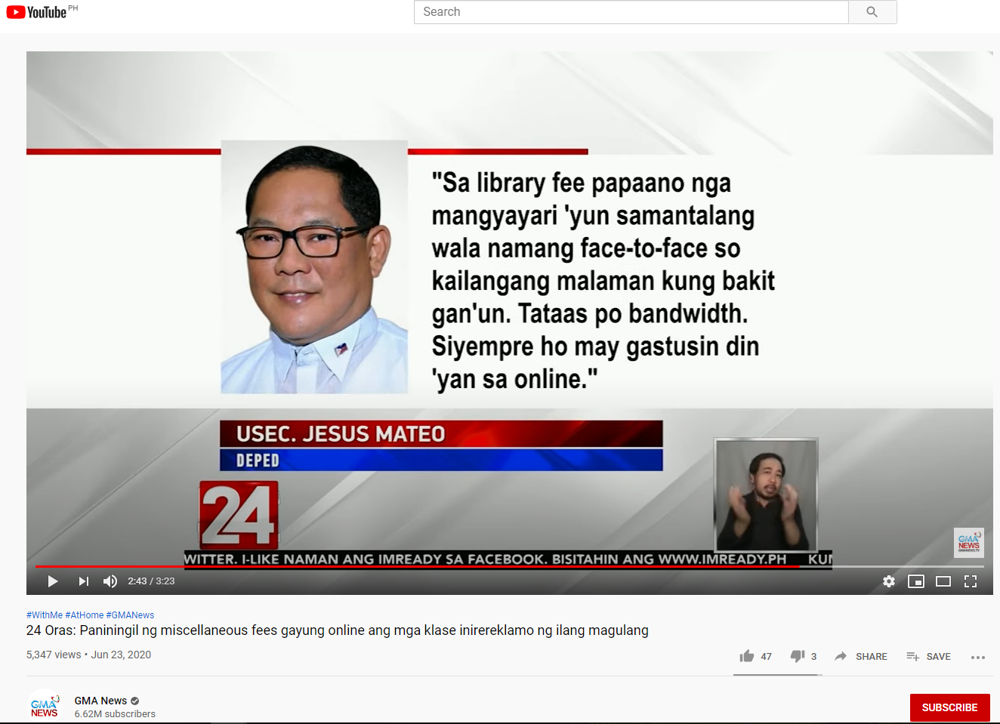 YouTube PH
Search
"Sa library fee papaano nga
mangyayari 'yun samantalang
wala namang face-to-face so
kailangang malaman kung bakit
gan'un. Tataas po bandwidth.
Siyempre ho may gastusin din
'yan sa online."
USEC. JESUS MATEO
DEPED
24
GMA
NEWS
WITTER. I-LIKE NAMAN ANG IMREADY SA FACEBOOK. BISITAHIN ANG WWW.IMREADY.PH
2:43 / 3:23
#WithMe #AtHome #GMANews
24 Oras: Paniningil ng miscellaneous fees gayung online ang mga klase inirereklamo ng ilang magulang
5,347 views • Jun 23, 2020
47 3 SHARE SAVE
GMA
NEWS
GMA News
6.62M subscribers
SUBSCRIBE